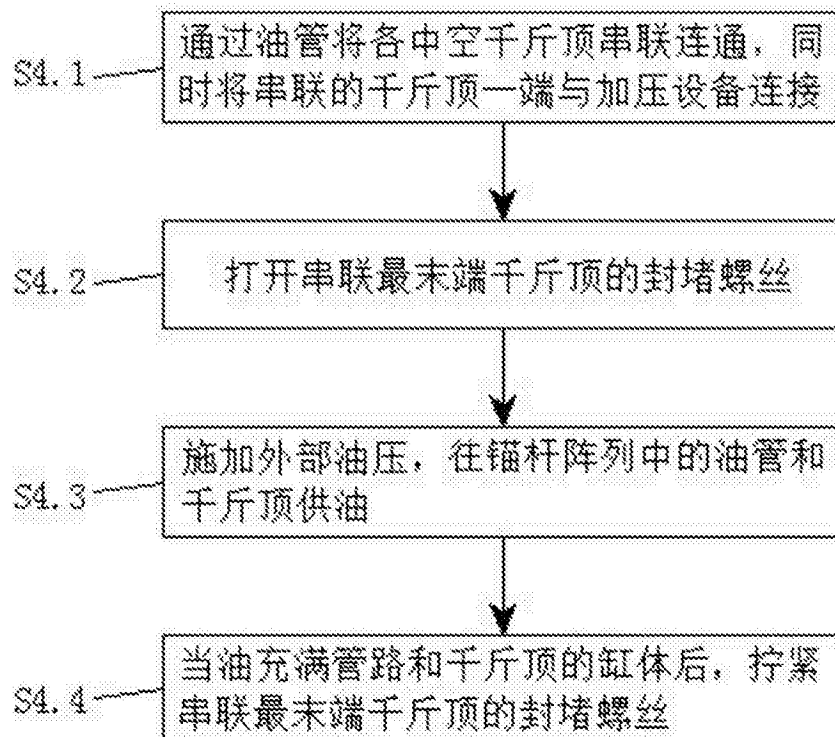 S4.1
通过油管将各中空千斤顶串联连通，同
时将串联的千斤顶一端与加压设备连接
S4.2
打开串联最末端千斤顶的封堵螺丝
S4.3
施加外部油压，往锚杆阵列中的油管和
千斤顶供油
S4.4
当油充满管路和千斤顶的缸体后，拧紧
串联最末端千斤顶的封堵螺丝